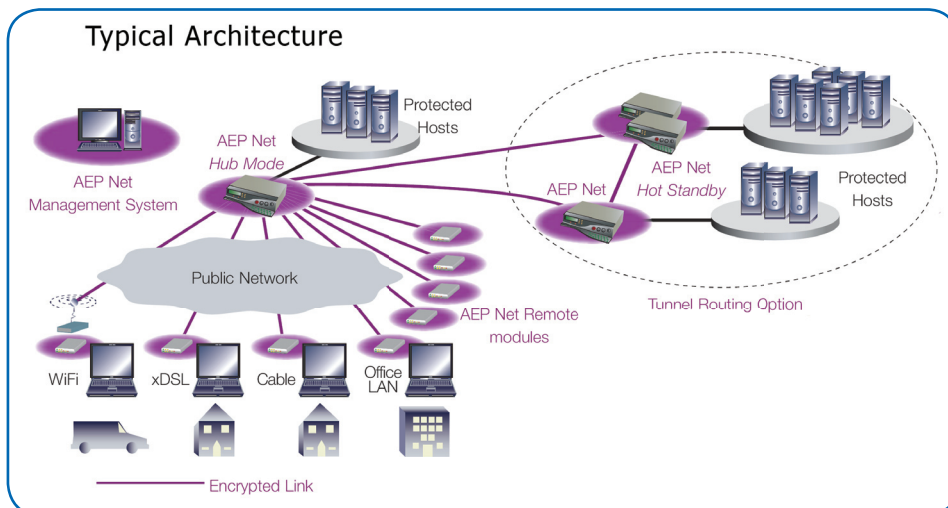 Typical Architecture
Protected
Hosts
AEP Net
Hub Mode
AEP Net
Management System
AEP Net
AEP Net
Hot Standby
Protected
Hosts
Public Network
Tunnel Routing Option
AEP Net Remote
modules
WiFi
xDSL
Cable
Office
LAN
Encrypted Link